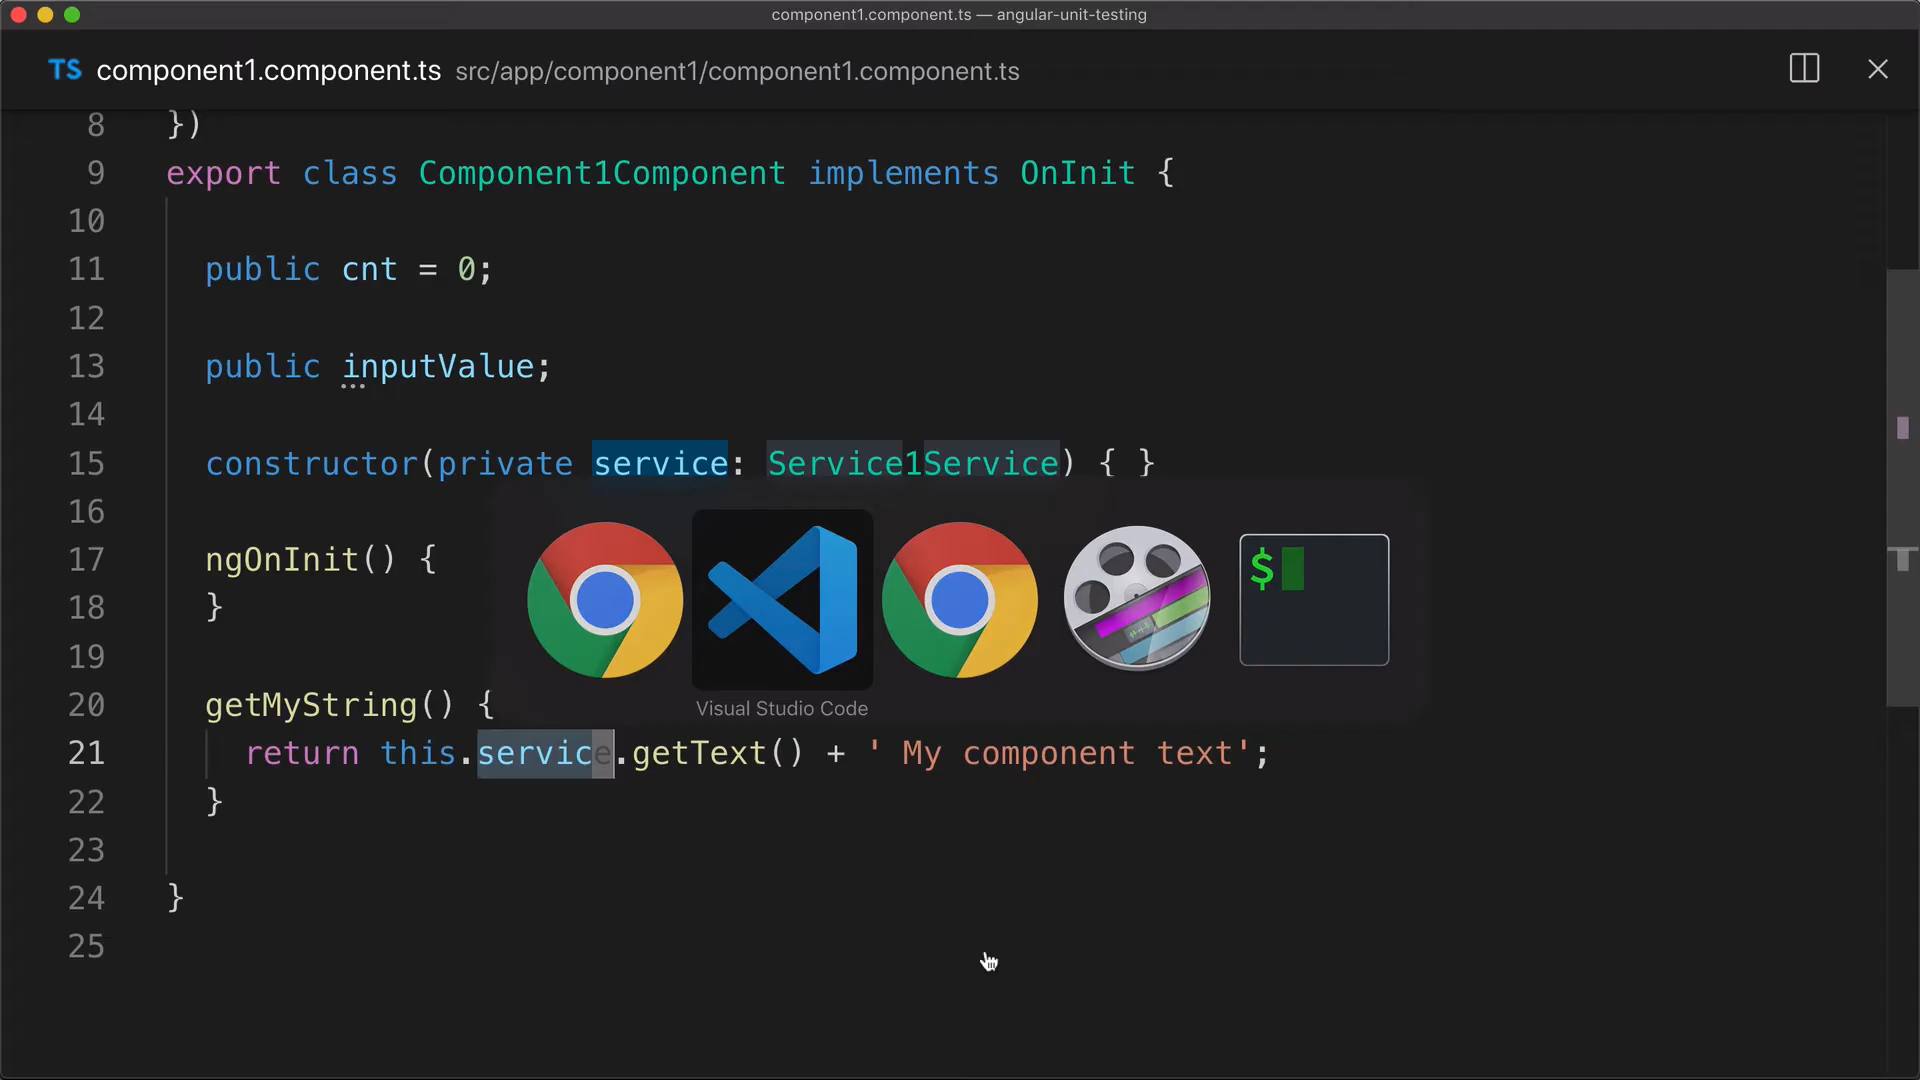 component1.component.ts — angular-unit-testing
TS component1.component.ts src/app/component1/component1.component.ts
8 })
9 export class Component1Component implements OnInit {
10
11 public cnt = 0;
12
13 public inputValue;
14
15 constructor(private service: Service1Service) { }
16
17 ngOnInit() {
18 }
19
20 getMyString() {
21 return this.service.getText() + ' My component text';
22 }
23
24 }
25
$
Visual Studio Code